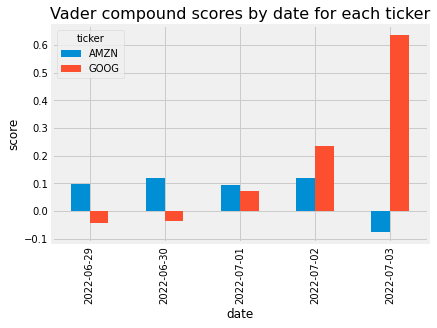 Vader compound scores by date for each ticker
ticker
AMZN
GOOG
score
0.6
0.5
0.4
0.3
0.2
0.1
0.0
−0.1
2022-06-29
2022-06-30
2022-07-01
2022-07-02
2022-07-03
date